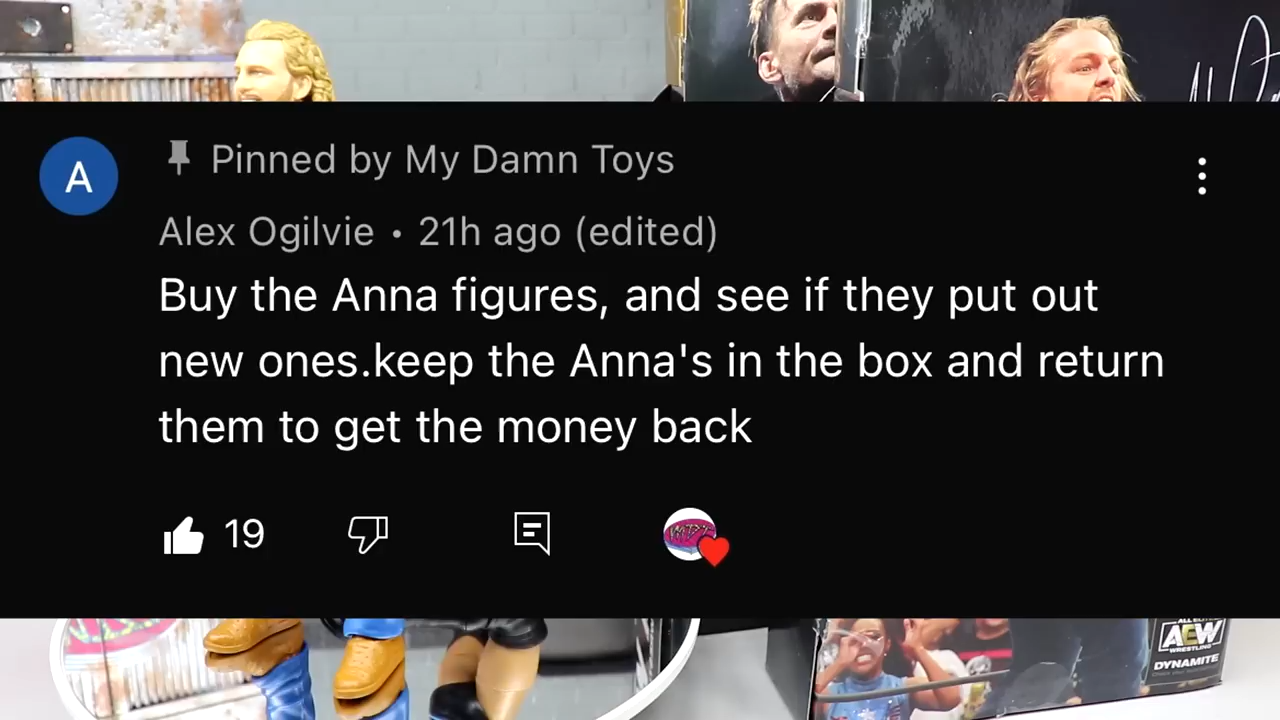 A
Pinned by My Damn Toys
Alex Ogilvie • 21h ago (edited)
Buy the Anna figures, and see if they put out
new ones.keep the Anna's in the box and return
them to get the money back
19
AEW
WRESTLING
DYNAMITE